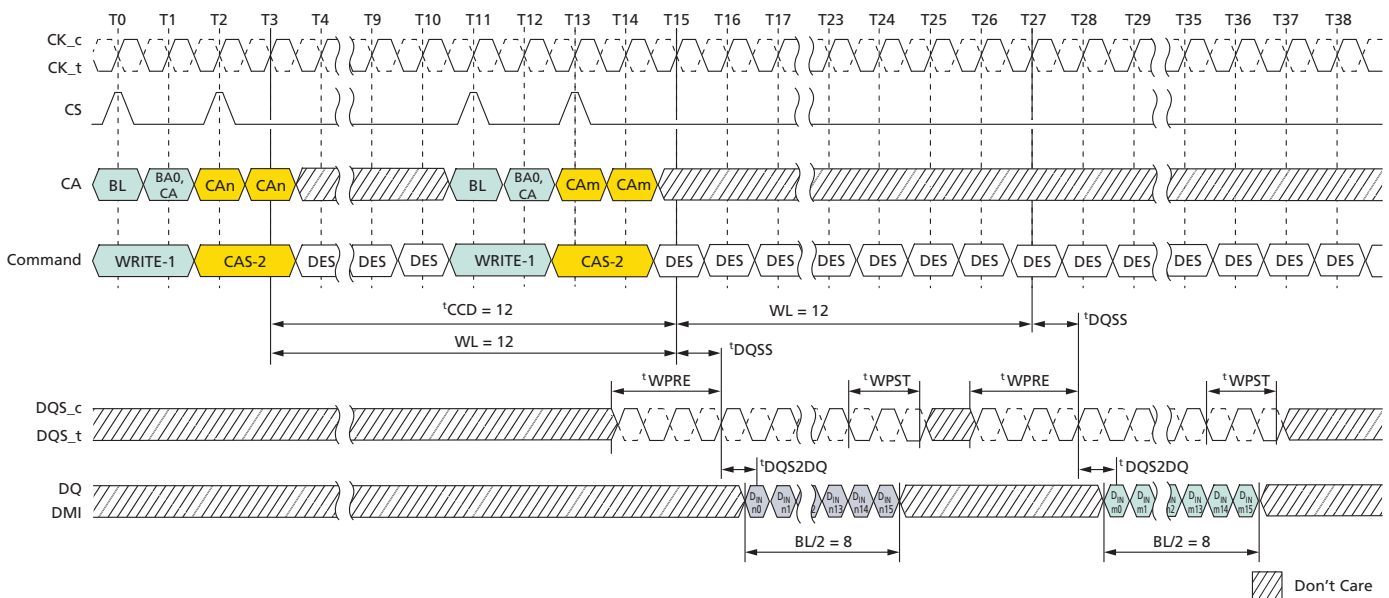 T0 T1 T2 T3 T4 T9 T10 T11 T12 T13 T14 T15 T16 T17 T22 T23 T24 T25 T26 T27 T28 T29 T35 T36 T37 T38
CK_c
CK_t
CS
CA BL BA0, CA CAn CAn BL BA0, CA CAm CAm
Command WRITE-1 CAS-2 DES DES DES WRITE-1 CAS-2 DES DES DES DES DES DES DES DES DES DES DES DES DES DES
tCCD = 12 WL = 12 tDQSS
WL = 12 tDQSS
tWPRE tWPST tWPRE tWPST
DQS_c
DQS_t
tDQS2DQ tDQS2DQ
DQ
DMI
DIN n0 DIN n1 DIN n13 DIN n14 DIN n15 DIN m0 DIN m1 DIN m13 DIN m14 DIN m15
BL/2 = 8 BL/2 = 8
Don't Care